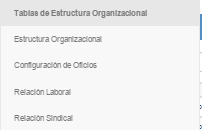 Tablas de Estructura Organizacional
Estructura Organizacional
Configuración de Oficios
Relación Laboral
Relación Sindical